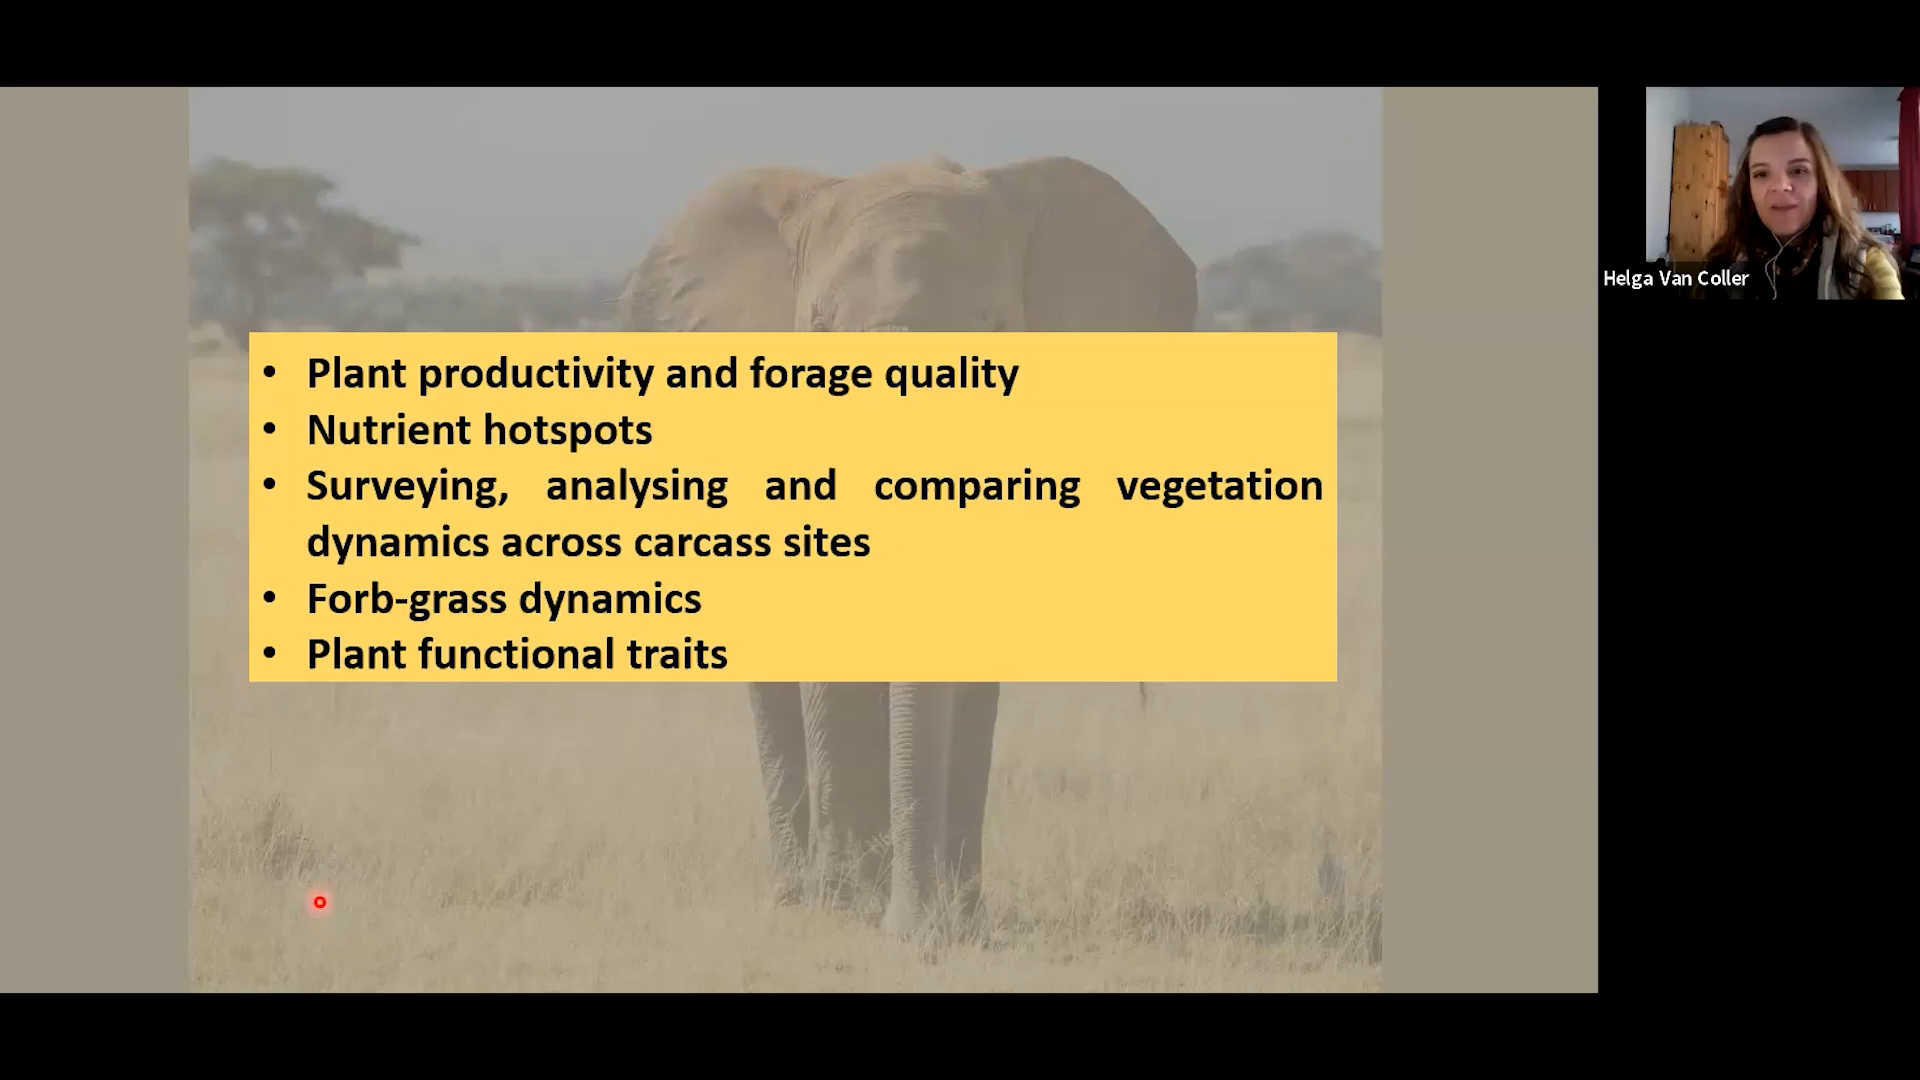 • Plant productivity and forage quality
• Nutrient hotspots
• Surveying, analysing and comparing vegetation
dynamics across carcass sites
• Forb-grass dynamics
• Plant functional traits
Helga Van Coller